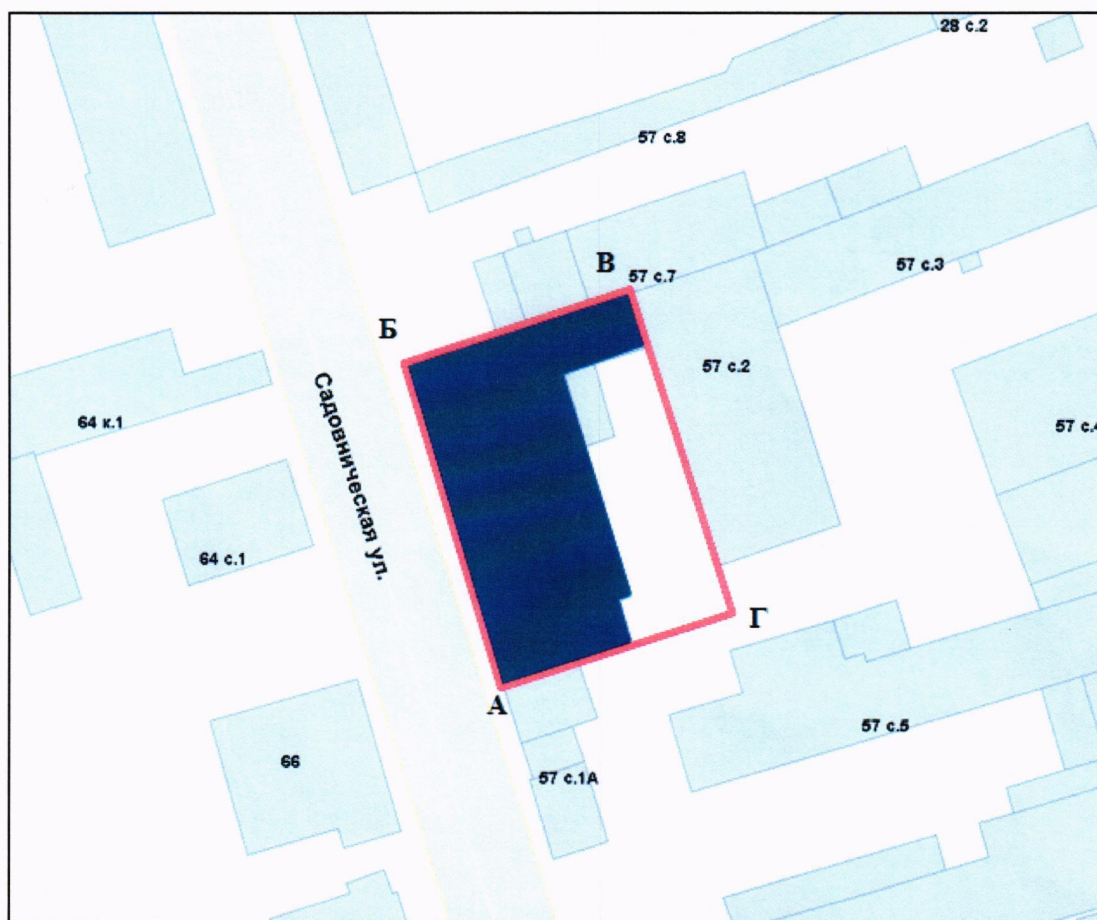 28 с.2
57 с.8
В
57 с.7
57 с.3
Б
57 с.2
Садовническая ул.
64 к.1
57 с.4
64 с.1
Г
А
57 с.5
66
57 с.1А